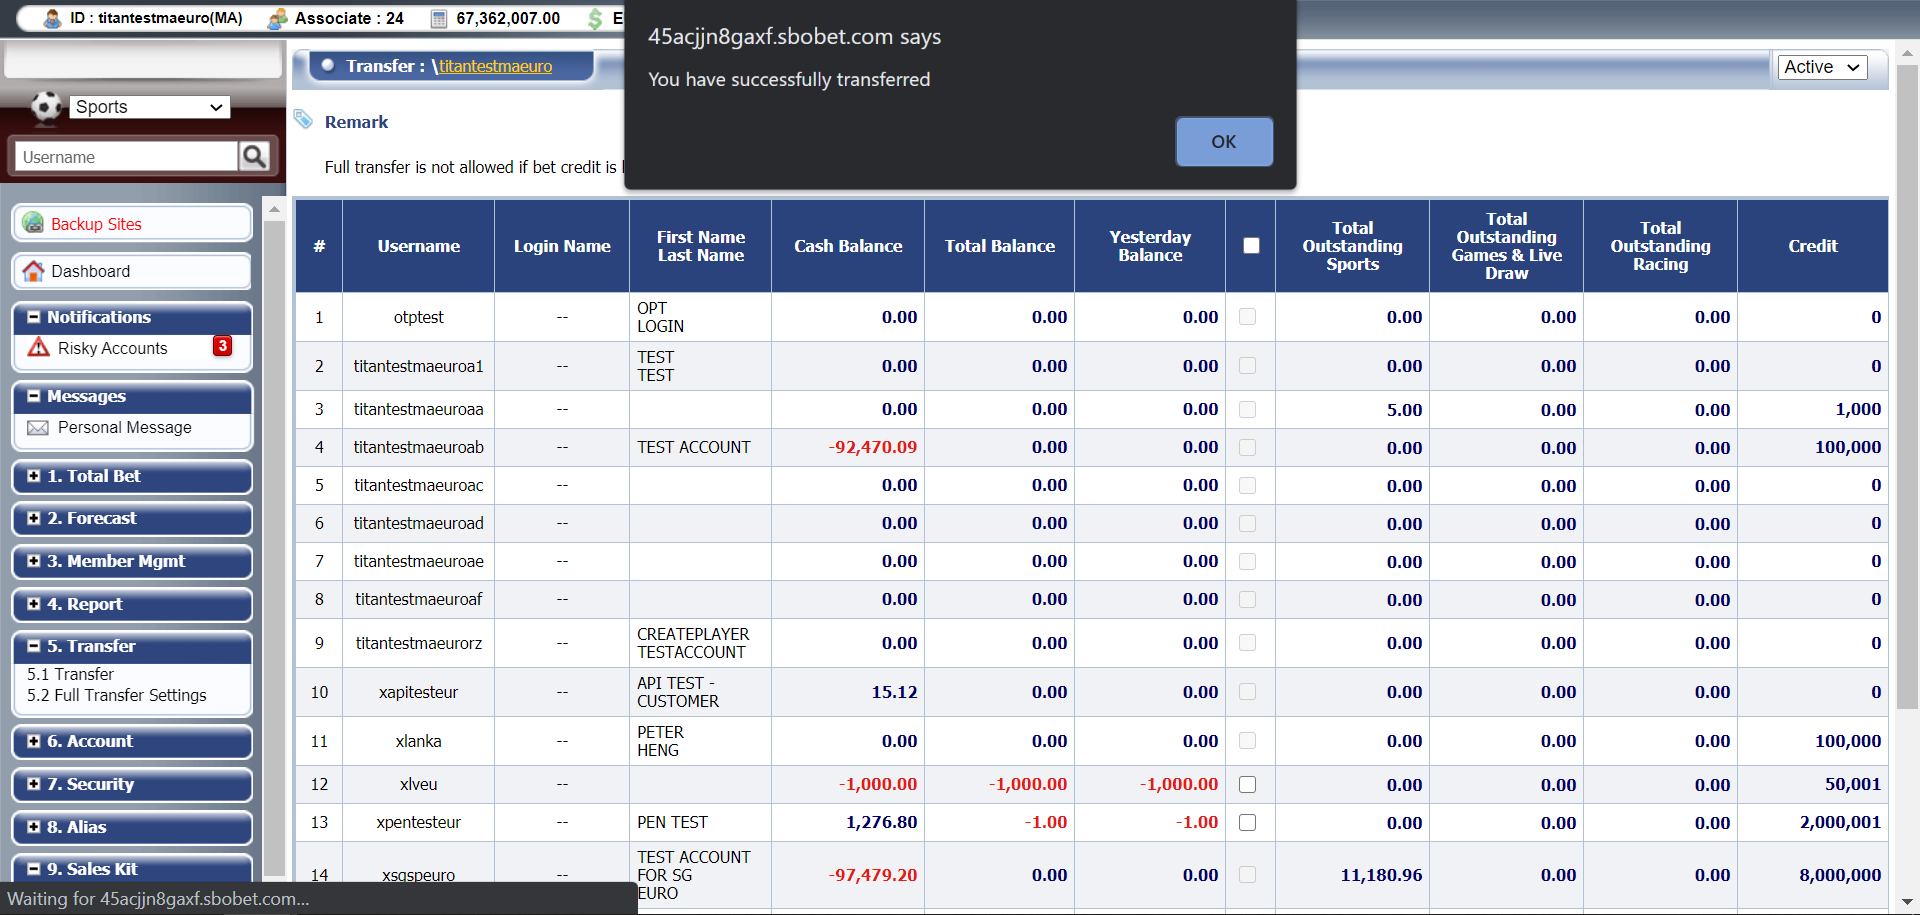 ID : titantestmaeuro(MA) Associate : 24 67,362,007.00 E
45acjjn8gaxf.sbobet.com says
You have successfully transferred
OK
Transfer : \titantestmaeuro
Active
Sports
Username
Remark
Full transfer is not allowed if bet credit is
Backup Sites
Dashboard
Notifications
Risky Accounts 3
Messages
Personal Message
1. Total Bet
2. Forecast
3. Member Mgmt
4. Report
5. Transfer
5.1 Transfer
5.2 Full Transfer Settings
6. Account
7. Security
8. Alias
9. Sales Kit
Waiting for 45acjjn8gaxf.sbobet.com...
# Username Login Name First Name Last Name Cash Balance Total Balance Yesterday Balance Total Outstanding Sports Total Outstanding Games & Live Draw Total Outstanding Racing Credit
1 otptest -- OPT LOGIN 0.00 0.00 0.00 0.00 0.00 0.00 0
2 titantestmaeuroa1 -- TEST TEST 0.00 0.00 0.00 0.00 0.00 0.00 0
3 titantestmaeuroaa -- 0.00 0.00 0.00 5.00 0.00 0.00 1,000
4 titantestmaeuroab -- TEST ACCOUNT -92,470.09 0.00 0.00 0.00 0.00 0.00 100,000
5 titantestmaeuroac -- 0.00 0.00 0.00 0.00 0.00 0.00 0
6 titantestmaeuroad -- 0.00 0.00 0.00 0.00 0.00 0.00 0
7 titantestmaeuroae -- 0.00 0.00 0.00 0.00 0.00 0.00 0
8 titantestmaeuroaf -- 0.00 0.00 0.00 0.00 0.00 0.00 0
9 titantestmaeurorz -- CREATEPLAYER TESTACCOUNT 0.00 0.00 0.00 0.00 0.00 0.00 0
10 xapitesteur -- API TEST - CUSTOMER 15.12 0.00 0.00 0.00 0.00 0.00 0
11 xlanka -- PETER HENG 0.00 0.00 0.00 0.00 0.00 0.00 100,000
12 xlveu -- -1,000.00 -1,000.00 -1,000.00 0.00 0.00 0.00 50,001
13 xpentesteur -- PEN TEST 1,276.80 -1.00 -1.00 0.00 0.00 0.00 2,000,001
14 xsgspeuro -- TEST ACCOUNT FOR SG EURO -97,479.20 0.00 0.00 11,180.96 0.00 0.00 8,000,000